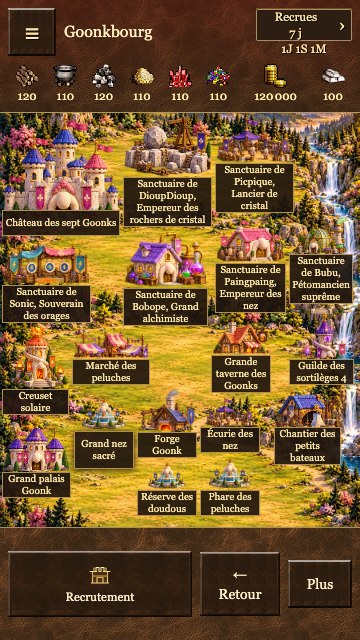 Goonkbourg
Recrues
7 j
1J 1S 1M
120
110
120
110
110
110
120 000
100
Château des sept Goonks
Sanctuaire de
DioupDioup,
Empereur des
rochers de cristal
Sanctuaire de
Picpique,
Lancier de
cristal
Sanctuaire de
Sonic, Souverain
des orages
Sanctuaire de
Bobope, Grand
alchimiste
Sanctuaire de
Paingpaing,
Empereur des
nez
Sanctuaire de
Bubu,
Pétomancien
suprême
Creuset
solaire
Marché des
peluches
Grande
taverne des
Goonks
Guilde des
sortilèges 4
Grand palais
Goonk
Grand nez
sacré
Forge
Goonk
Écurie des
nez
Chantier des
petits
bateaux
Réserve des
doudous
Phare des
peluches
Recrutement
← Retour
Plus